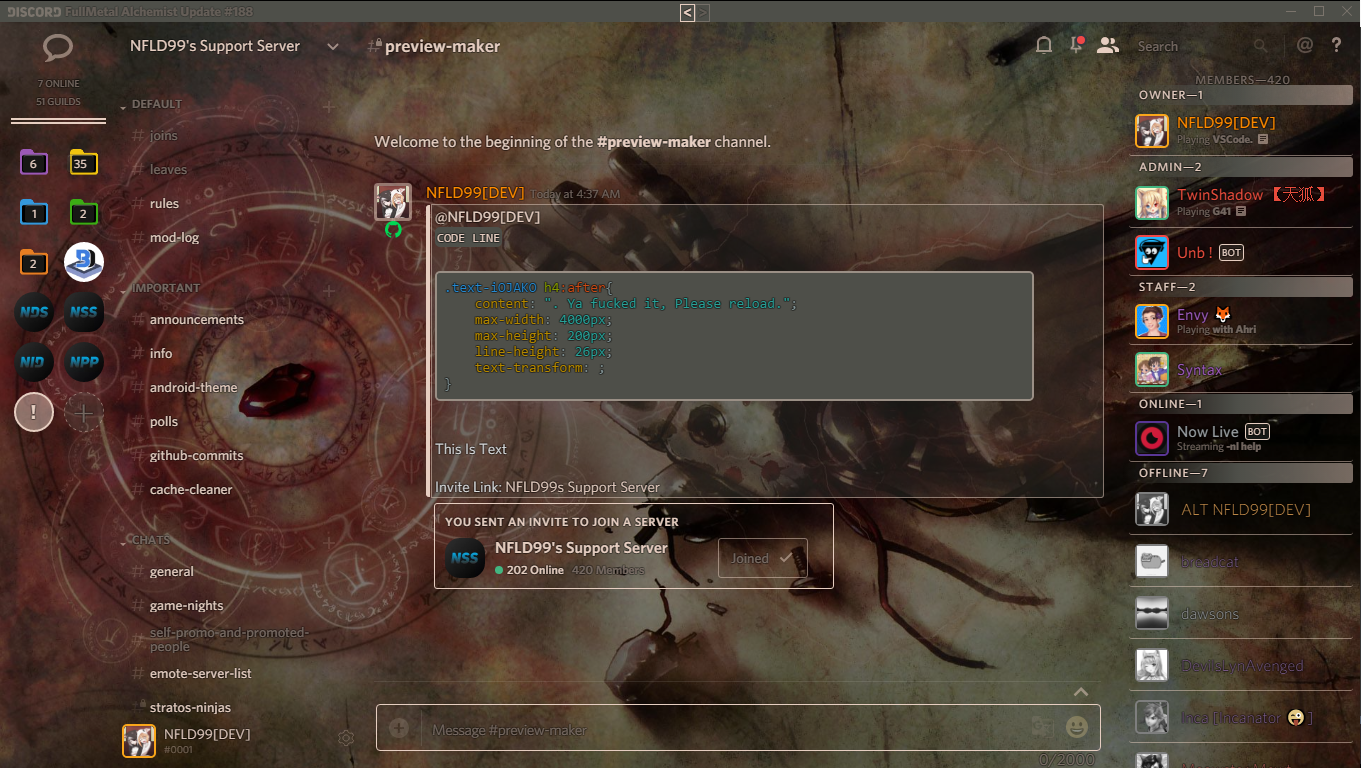 DISCORD FullMetal Alchemist Update #188
< >
NFLD99's Support Server
#preview-maker
Search
@ ?
7 ONLINE
51 GUILDS
6 35
1 2
2
NDS NSS
NID NPP
! +
DEFAULT
# joins
# leaves
# rules
# mod-log
IMPORTANT
# announcements
# info
# android-theme
# polls
# github-commits
# cache-cleaner
CHATS
# general
# game-nights
# self-promo-and-promoted-
people
# emote-server-list
# stratos-ninjas
NFLD99[DEV]
#0001
Welcome to the beginning of the #preview-maker channel.
NFLD99[DEV] Today at 4:37 AM
@NFLD99[DEV]
CODE LINE
.text-iOJAKO h4:after{
content: ". Ya fucked it, Please reload.";
max-width: 4000px;
max-height: 200px;
line-height: 26px;
text-transform: ;
}
This Is Text
Invite Link: NFLD99s Support Server
YOU SENT AN INVITE TO JOIN A SERVER
NSS
NFLD99's Support Server
202 Online 420 Members
Joined
Message #preview-maker
0/2000
MEMBERS—420
OWNER—1
NFLD99[DEV]
Playing VSCode.
ADMIN—2
TwinShadow【天狐】
Playing G41
Unb ! BOT
STAFF—2
Envy 🦊
Playing with Ahri
Syntax
ONLINE—1
Now Live BOT
Streaming -nl help
OFFLINE—7
ALT NFLD99[DEV]
breadcat
dawsons
DevilsLynAvenged
Inca [Incanator 😜]